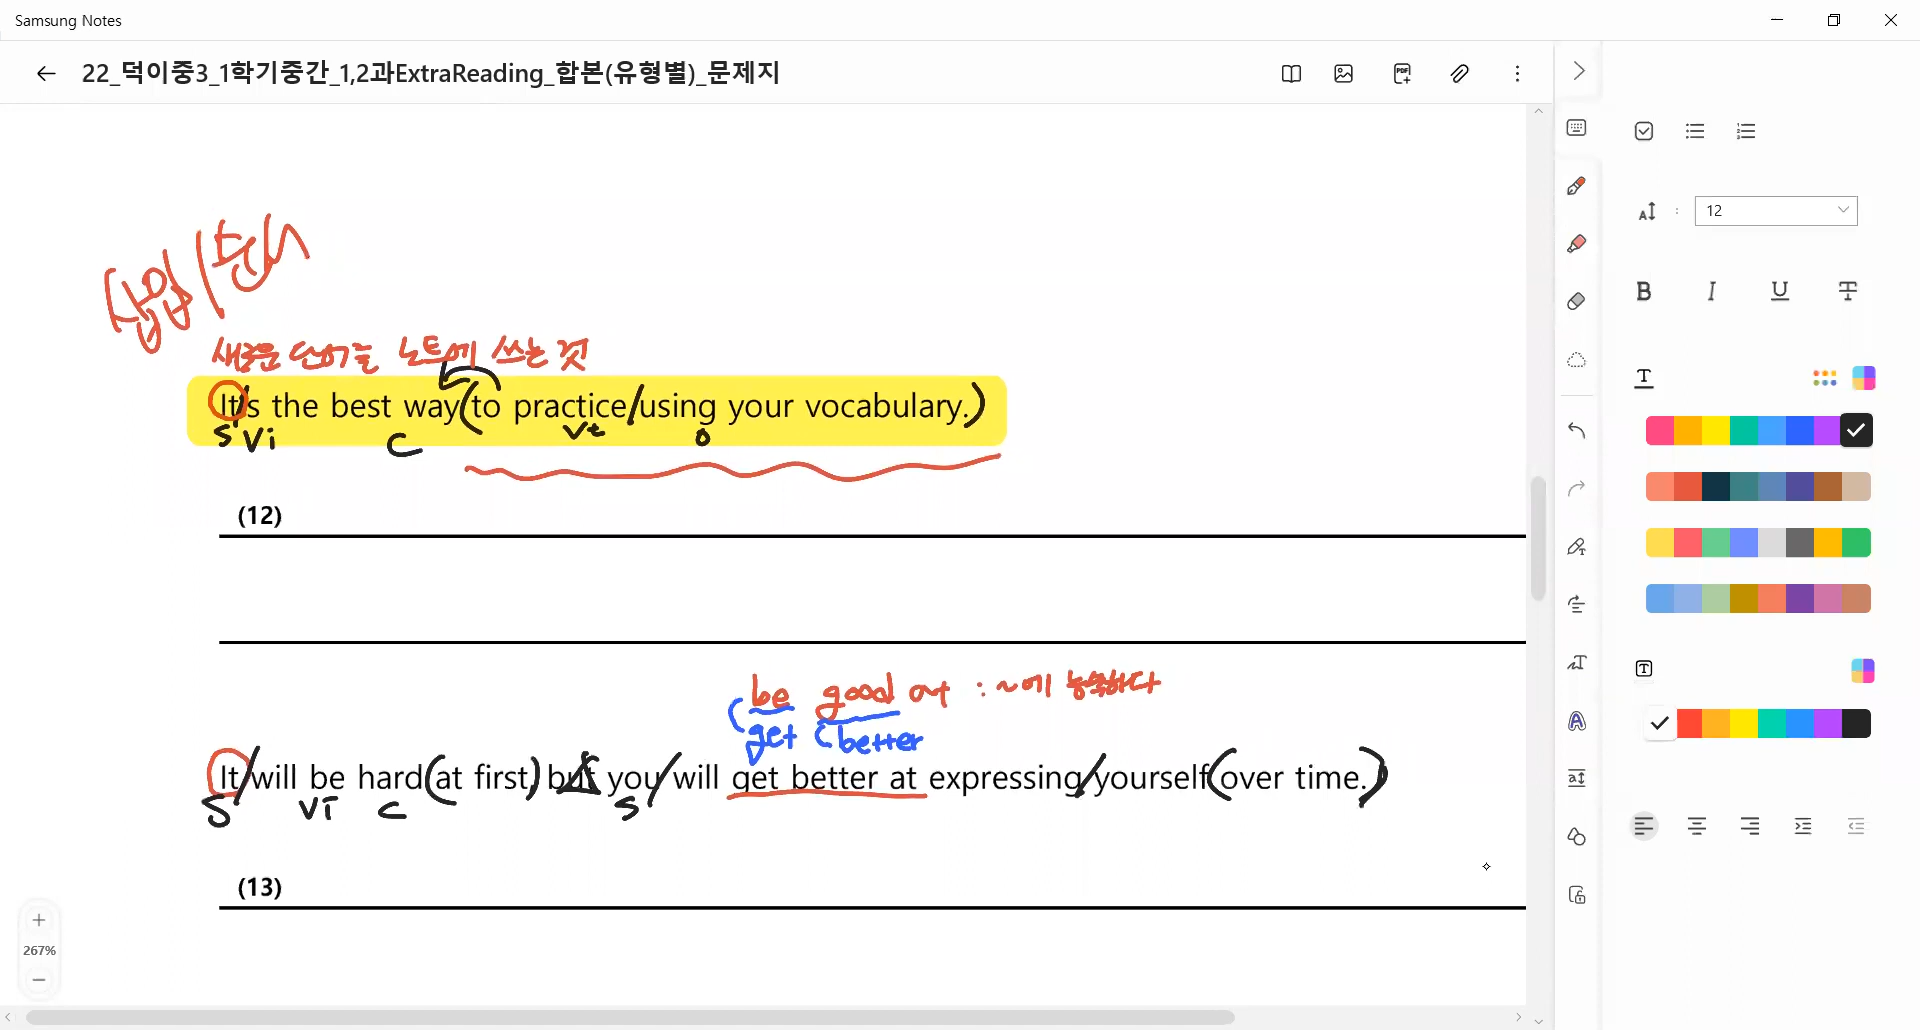 Samsung Notes
22_덕이중3_1학기중간_1,2과ExtraReading_합본(유형별)_문제지
PDF
12
B I U T
T
삽입/순서
새로운 단어를 노트에 쓰는 것
It/'s the best way(to practice/using your vocabulary.)
S Vi C Vt o
(12)
be good at : ~에 능숙하다
get better
It/will be hard(at first,) but you/will get better at expressing/yourself(over time.)
S Vi C S
(13)
267%